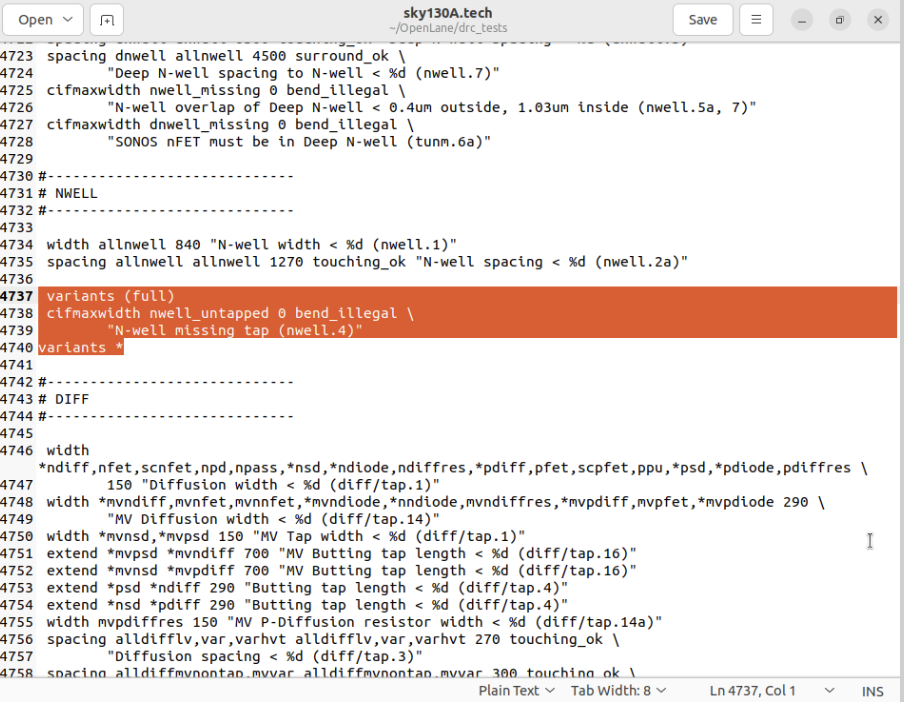 Open
sky130A.tech
~/OpenLane/drc_tests
Save
4723 spacing dnwell allnwell 4500 surround_ok \
4724 "Deep N-well spacing to N-well < %d (nwell.7)"
4725 cifmaxwidth nwell_missing 0 bend_illegal \
4726 "N-well overlap of Deep N-well < 0.4um outside, 1.03um inside (nwell.5a, 7)"
4727 cifmaxwidth dnwell_missing 0 bend_illegal \
4728 "SONOS nFET must be in Deep N-well (tunm.6a)"
4729
4730 #-----------------------------
4731 # NWELL
4732 #-----------------------------
4733
4734 width allnwell 840 "N-well width < %d (nwell.1)"
4735 spacing allnwell allnwell 1270 touching_ok "N-well spacing < %d (nwell.2a)"
4736
4737 variants (full)
4738 cifmaxwidth nwell_untapped 0 bend_illegal \
4739 "N-well missing tap (nwell.4)"
4740 variants *
4741
4742 #-----------------------------
4743 # DIFF
4744 #-----------------------------
4745
4746 width
*ndiff,nfet,scnfet,npd,npass,*nsd,*ndiode,ndiffres,*pdiff,pfet,scpfet,ppu,*psd,*pdiode,pdiffres \
4747 150 "Diffusion width < %d (diff/tap.1)"
4748 width *mvndiff,mvnfet,mvnnfet,*mvndiode,*nndiode,mvndiffres,*mvpdiff,mvpfet,*mvpdiode 290 \
4749 "MV Diffusion width < %d (diff/tap.14)"
4750 width *mvnsd,*mvpsd 150 "MV Tap width < %d (diff/tap.1)"
4751 extend *mvpsd *mvndiff 700 "MV Butting tap length < %d (diff/tap.16)"
4752 extend *mvnsd *mvpdiff 700 "MV Butting tap length < %d (diff/tap.16)"
4753 extend *psd *ndiff 290 "Butting tap length < %d (diff/tap.4)"
4754 extend *nsd *pdiff 290 "Butting tap length < %d (diff/tap.4)"
4755 width mvpdiffres 150 "MV P-Diffusion resistor width < %d (diff/tap.14a)"
4756 spacing alldifflv,var,varhvt alldifflv,var,varhvt 270 touching_ok \
4757 "Diffusion spacing < %d (diff/tap.3)"
4758 spacing alldiffmvnontap,mvvar alldiffmvnontap,mvvar 300 touching_ok \
Plain Text
Tab Width: 8
Ln 4737, Col 1
INS